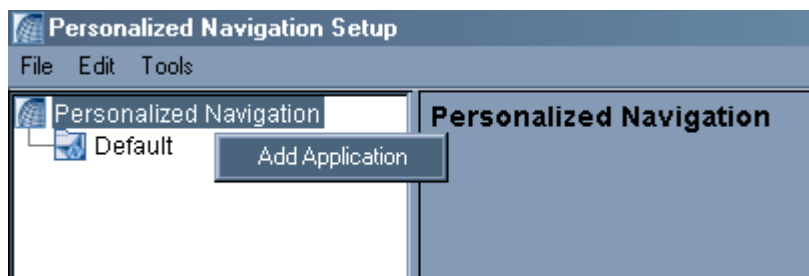 Personalized Navigation Setup
File Edit Tools
Personalized Navigation
Default
Add Application
Personalized Navigation